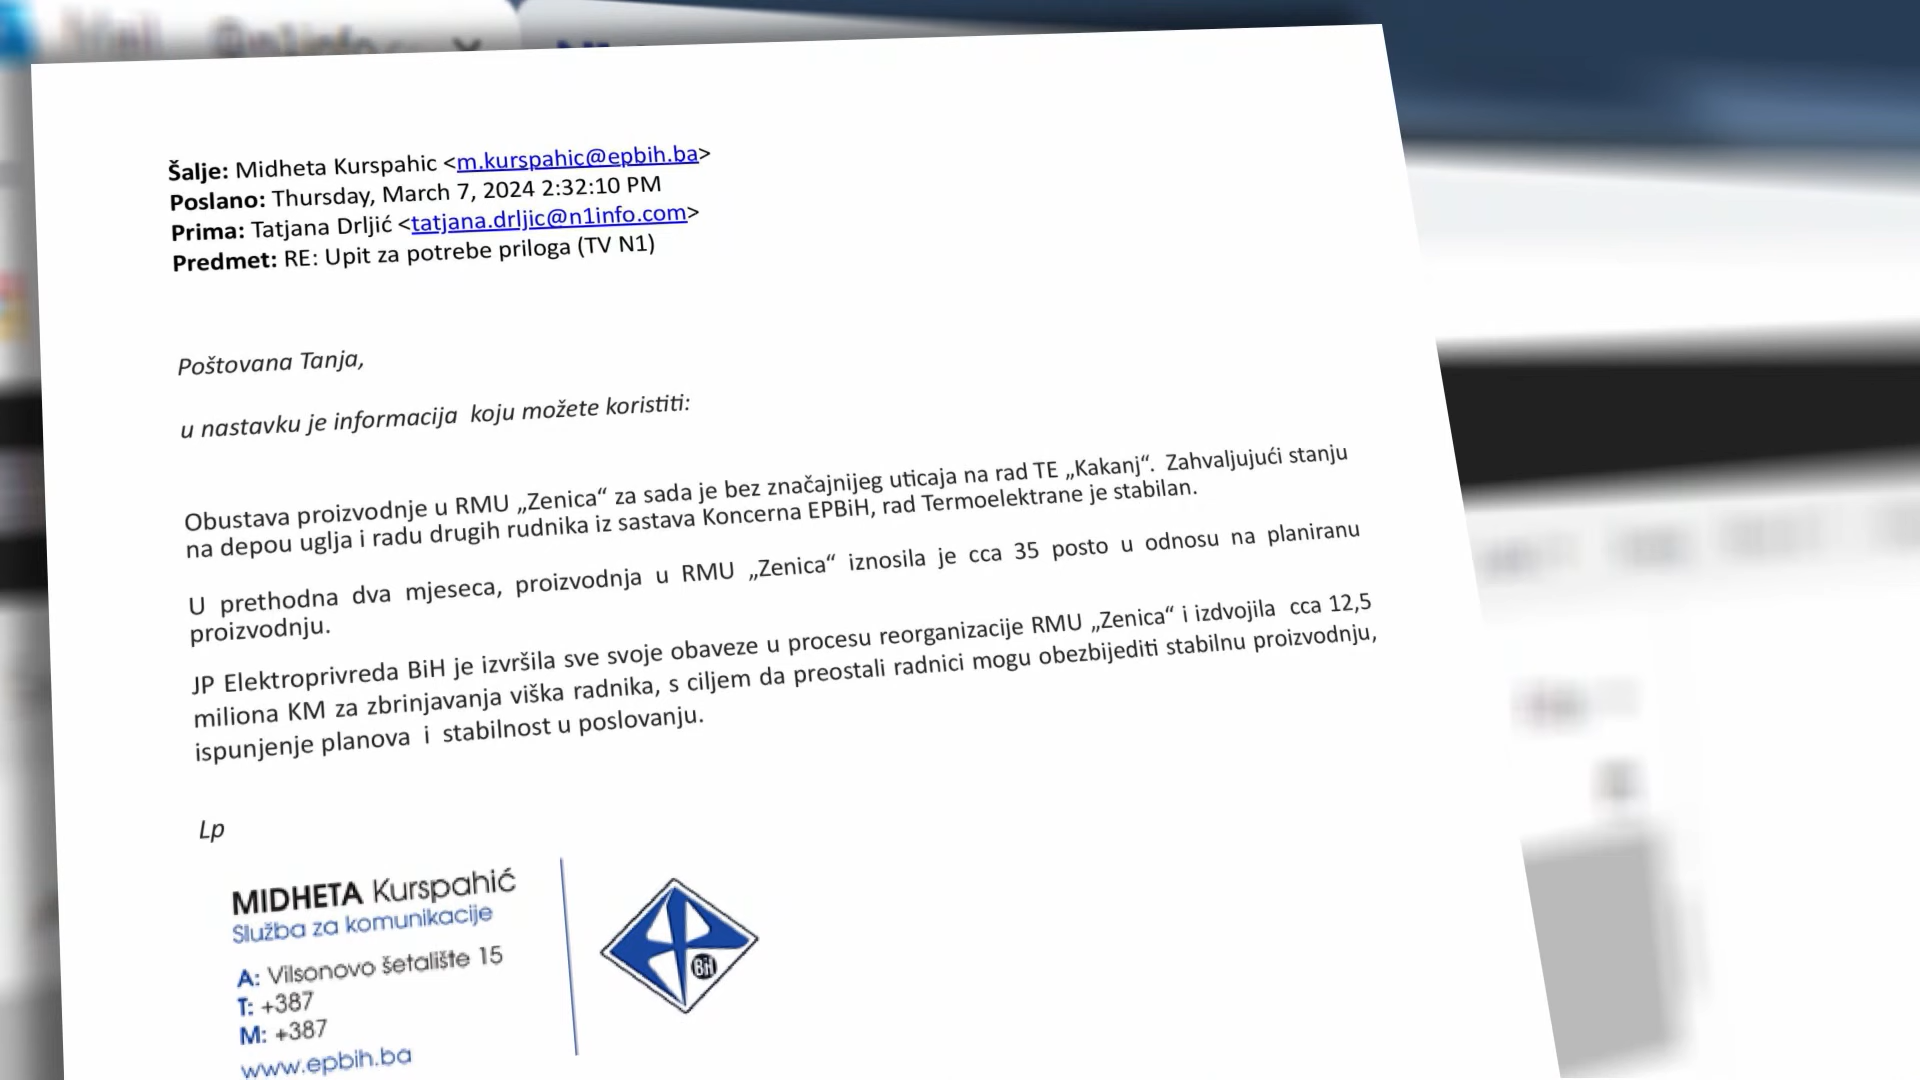 Šalje: Midheta Kurspahic <m.kurspahic@epbih.ba>
Poslano: Thursday, March 7, 2024 2:32:10 PM
Prima: Tatjana Drljić <tatjana.drljic@n1info.com>
Predmet: RE: Upit za potrebe priloga (TV N1)
Poštovana Tanja,
u nastavku je informacija koju možete koristiti:
Obustava proizvodnje u RMU „Zenica“ za sada je bez značajnijeg uticaja na rad TE „Kakanj“. Zahvaljujući stanju
na depou uglja i radu drugih rudnika iz sastava Koncerna EPBiH, rad Termoelektrane je stabilan.
U prethodna dva mjeseca, proizvodnja u RMU „Zenica“ iznosila je cca 35 posto u odnosu na planiranu
proizvodnju.
JP Elektroprivreda BiH je izvršila sve svoje obaveze u procesu reorganizacije RMU „Zenica“ i izdvojila cca 12,5
miliona KM za zbrinjavanja viška radnika, s ciljem da preostali radnici mogu obezbijediti stabilnu proizvodnju,
ispunjenje planova i stabilnost u poslovanju.
Lp
MIDHETA Kurspahić
Služba za komunikacije
A: Vilsonovo šetalište 15
T: +387
M: +387
www.epbih.ba
BiH